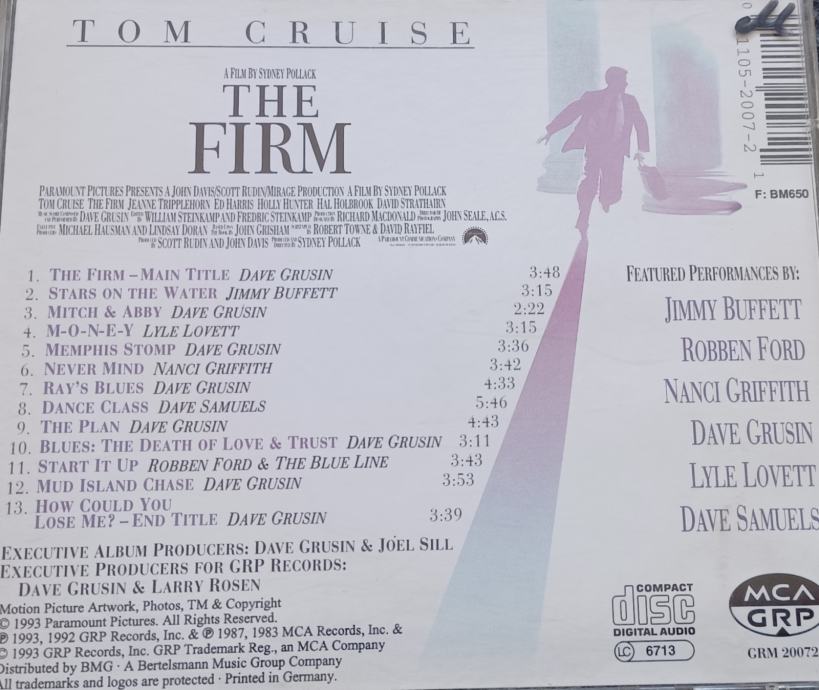 TOM CRUISE
A FILM BY SYDNEY POLLACK
THE
FIRM
PARAMOUNT PICTURES PRESENTS A JOHN DAVIS/SCOTT RUDIN/MIRAGE PRODUCTION A FILM BY SYDNEY POLLACK
TOM CRUISE THE FIRM JEANNE TRIPPLEHORN ED HARRIS HOLLY HUNTER HAL HOLBROOK DAVID STRATHAIRN
DAVE GRUSIN WILLIAM STEINKAMP AND FREDRIC STEINKAMP RICHARD MACDONALD JOHN SEALE, A.C.S.
MICHAEL HAUSMAN AND LINDSAY DORAN JOHN GRISHAM ROBERT TOWNE & DAVID RAYFIEL
SCOTT RUDIN AND JOHN DAVIS SYDNEY POLLACK
1105-2007-2 1
F: BM650
1. THE FIRM – MAIN TITLE DAVE GRUSIN 3:48
2. STARS ON THE WATER JIMMY BUFFETT 3:15
3. MITCH & ABBY DAVE GRUSIN 2:22
4. M-O-N-E-Y LYLE LOVETT 3:15
5. MEMPHIS STOMP DAVE GRUSIN 3:36
6. NEVER MIND NANCI GRIFFITH 3:42
7. RAY'S BLUES DAVE GRUSIN 4:33
8. DANCE CLASS DAVE SAMUELS 5:46
9. THE PLAN DAVE GRUSIN 4:43
10. BLUES: THE DEATH OF LOVE & TRUST DAVE GRUSIN 3:11
11. START IT UP ROBBEN FORD & THE BLUE LINE 3:43
12. MUD ISLAND CHASE DAVE GRUSIN 3:53
13. HOW COULD YOU
LOSE ME? – END TITLE DAVE GRUSIN 3:39
FEATURED PERFORMANCES BY:
JIMMY BUFFETT
ROBBEN FORD
NANCI GRIFFITH
DAVE GRUSIN
LYLE LOVETT
DAVE SAMUELS
EXECUTIVE ALBUM PRODUCERS: DAVE GRUSIN & JOEL SILL
EXECUTIVE PRODUCERS FOR GRP RECORDS:
DAVE GRUSIN & LARRY ROSEN
Motion Picture Artwork, Photos, TM & Copyright
© 1993 Paramount Pictures. All Rights Reserved.
℗ 1993, 1992 GRP Records, Inc. & ℗ 1987, 1983 MCA Records, Inc. &
© 1993 GRP Records, Inc. GRP Trademark Reg., an MCA Company
Distributed by BMG · A Bertelsmann Music Group Company
All trademarks and logos are protected · Printed in Germany.
COMPACT
disc
DIGITAL AUDIO
LC 6713
MCA
GRP
GRM 20072